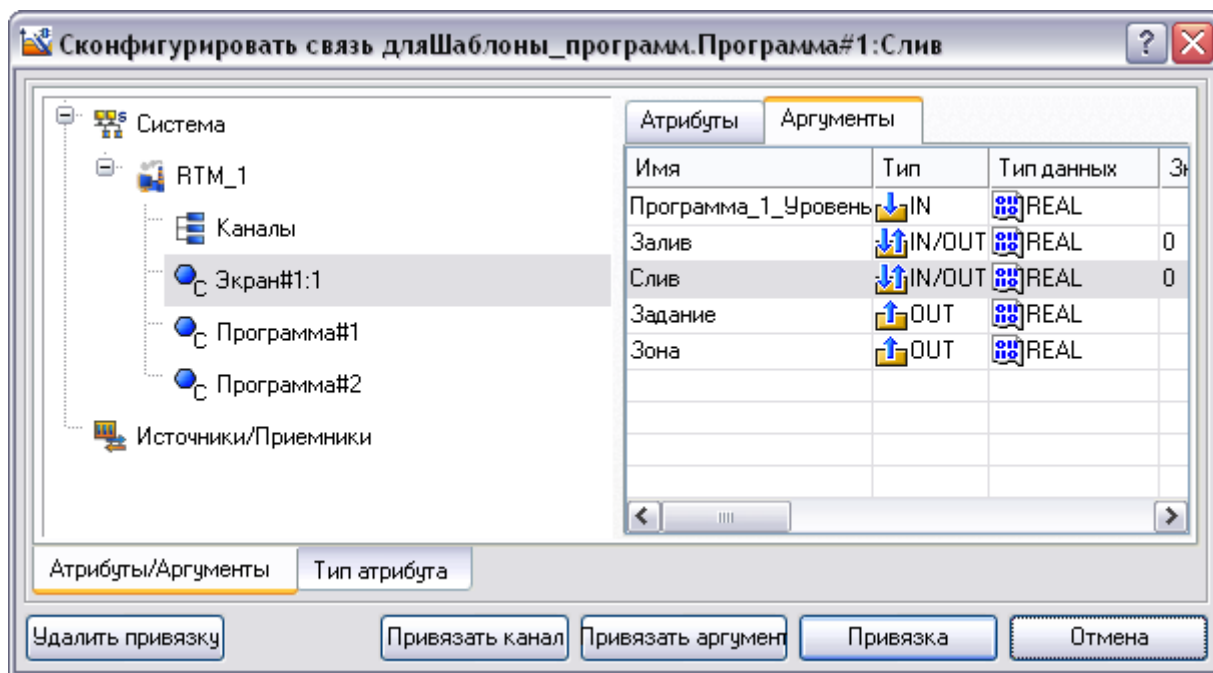 Сконфигурировать связь дляШаблоны_программ.Программа#1:Слив
Система
RTM_1
Каналы
Экран#1:1
Программа#1
Программа#2
Источники/Приемники
Атрибуты Аргументы
Имя Тип Тип данных Зн
Программа_1_Уровень IN REAL
Залив IN/OUT REAL 0
Слив IN/OUT REAL 0
Задание OUT REAL
Зона OUT REAL
Атрибуты/Аргументы Тип атрибута
Удалить привязку Привязать канал Привязать аргумент Привязка Отмена